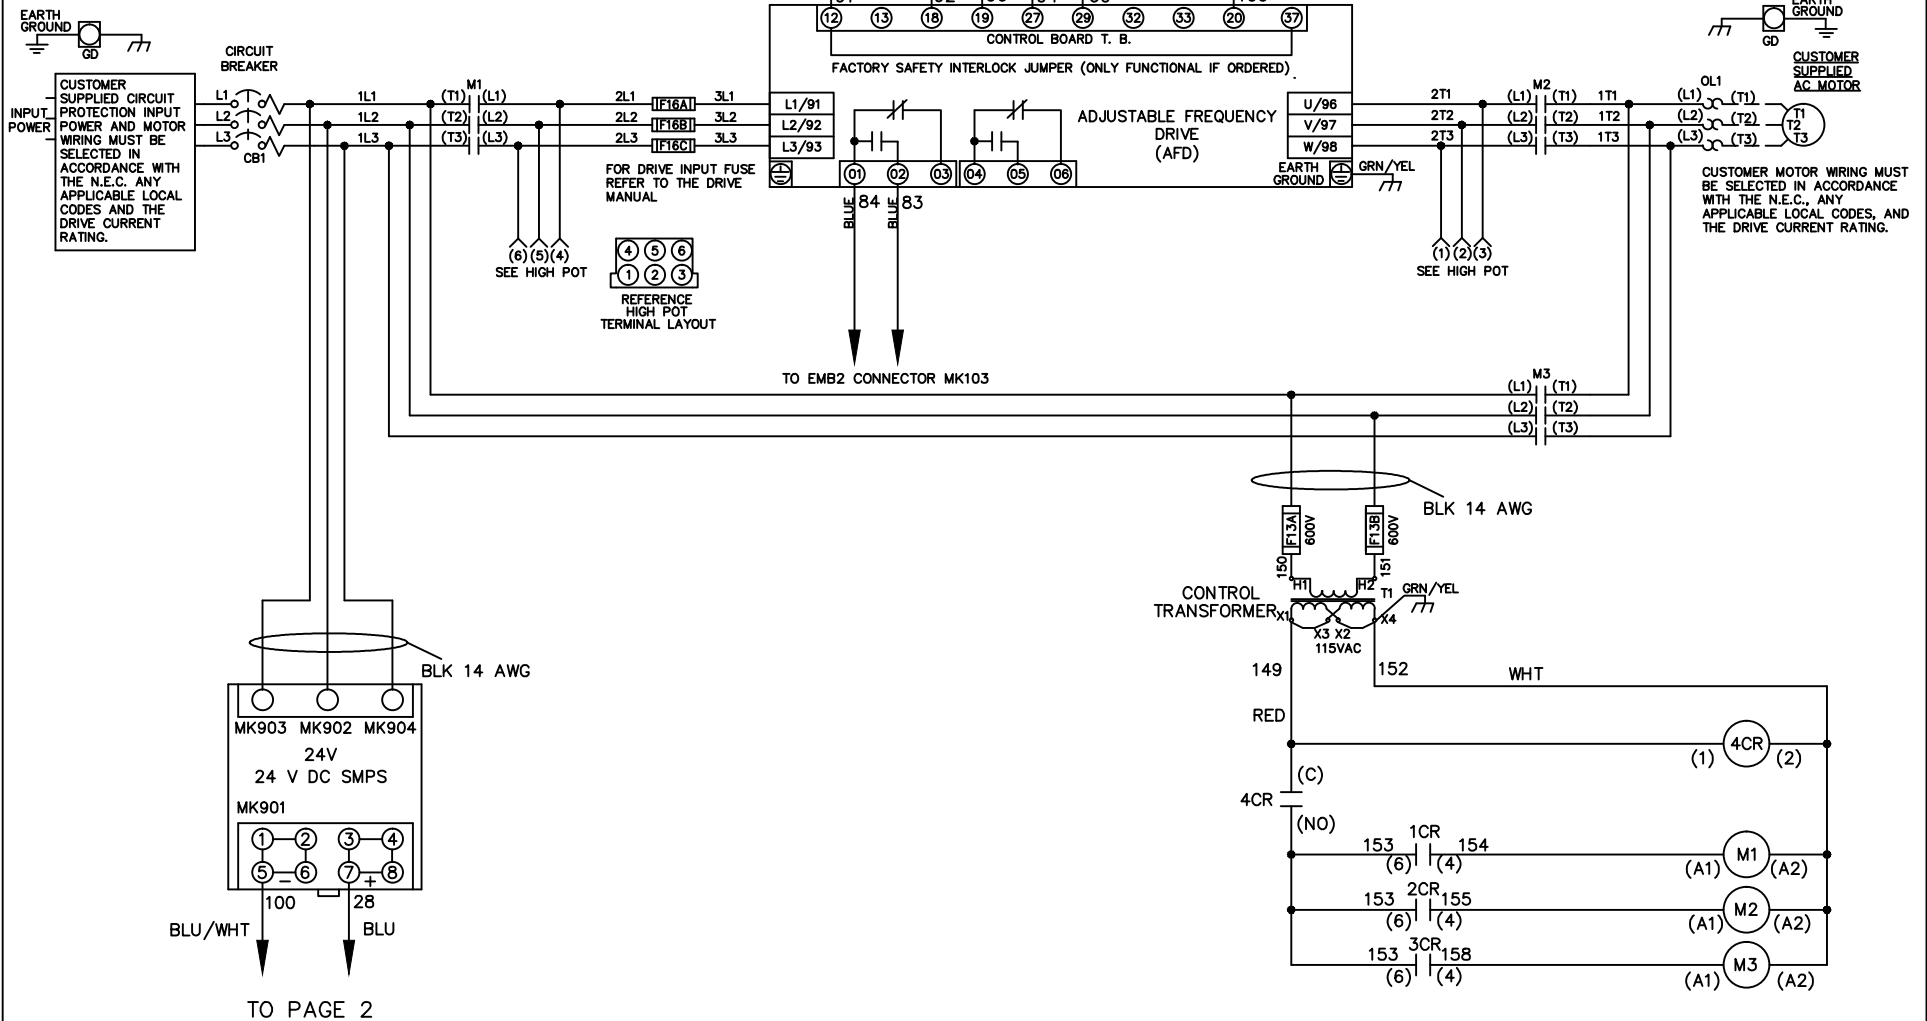 EARTH
GROUND
GD
CUSTOMER
SUPPLIED CIRCUIT
PROTECTION INPUT
POWER AND MOTOR
WIRING MUST BE
SELECTED IN
ACCORDANCE WITH
THE N.E.C. ANY
APPLICABLE LOCAL
CODES AND THE
DRIVE CURRENT
RATING.
INPUT
POWER
CIRCUIT
BREAKER
L1
L2
L3
CB1
1L1
1L2
1L3
M1
(T1) (L1)
(T2) (L2)
(T3) (L3)
2L1 F16A 3L1
2L2 F16B 3L2
2L3 F16C 3L3
(6) (5) (4)
SEE HIGH POT
FOR DRIVE INPUT FUSE
REFER TO THE DRIVE
MANUAL
4 5 6
1 2 3
REFERENCE
HIGH POT
TERMINAL LAYOUT
12 13 18 19 27 29 32 33 20 37
CONTROL BOARD T. B.
FACTORY SAFETY INTERLOCK JUMPER (ONLY FUNCTIONAL IF ORDERED)
L1/91
L2/92
L3/93
ADJUSTABLE FREQUENCY
DRIVE
(AFD)
U/96
V/97
W/98
EARTH
GROUND
GRN/YEL
01 02 03 04 05 06
BLUE 84 BLUE 83
TO EMB2 CONNECTOR MK103
2T1
2T2
2T3
M2
(L1) (T1) 1T1
(L2) (T2) 1T2
(L3) (T3) 1T3
(1) (2) (3)
SEE HIGH POT
GROUND
GD
CUSTOMER
SUPPLIED
AC MOTOR
OL1
(L1) (T1)
(L2) (T2)
(L3) (T3)
T1
T2
T3
CUSTOMER MOTOR WIRING MUST
BE SELECTED IN ACCORDANCE
WITH THE N.E.C., ANY
APPLICABLE LOCAL CODES, AND
THE DRIVE CURRENT RATING.
M3
(L1) (T1)
(L2) (T2)
(L3) (T3)
BLK 14 AWG
F13A 600V
F13B 600V
150
151
H1 H2
T1
GRN/YEL
CONTROL
TRANSFORMER
X1 X3 X2 X4
115VAC
149
152
WHT
RED
4CR
(1) (2)
(C)
4CR
(NO)
1CR
153 154
(6) (4)
M1
(A1) (A2)
2CR
153 155
(6) (4)
M2
(A1) (A2)
3CR
153 158
(6) (4)
M3
(A1) (A2)
BLK 14 AWG
MK903 MK902 MK904
24V
24 V DC SMPS
MK901
1 2 3 4
5 6 7 8
- +
100 28
BLU/WHT BLU
TO PAGE 2